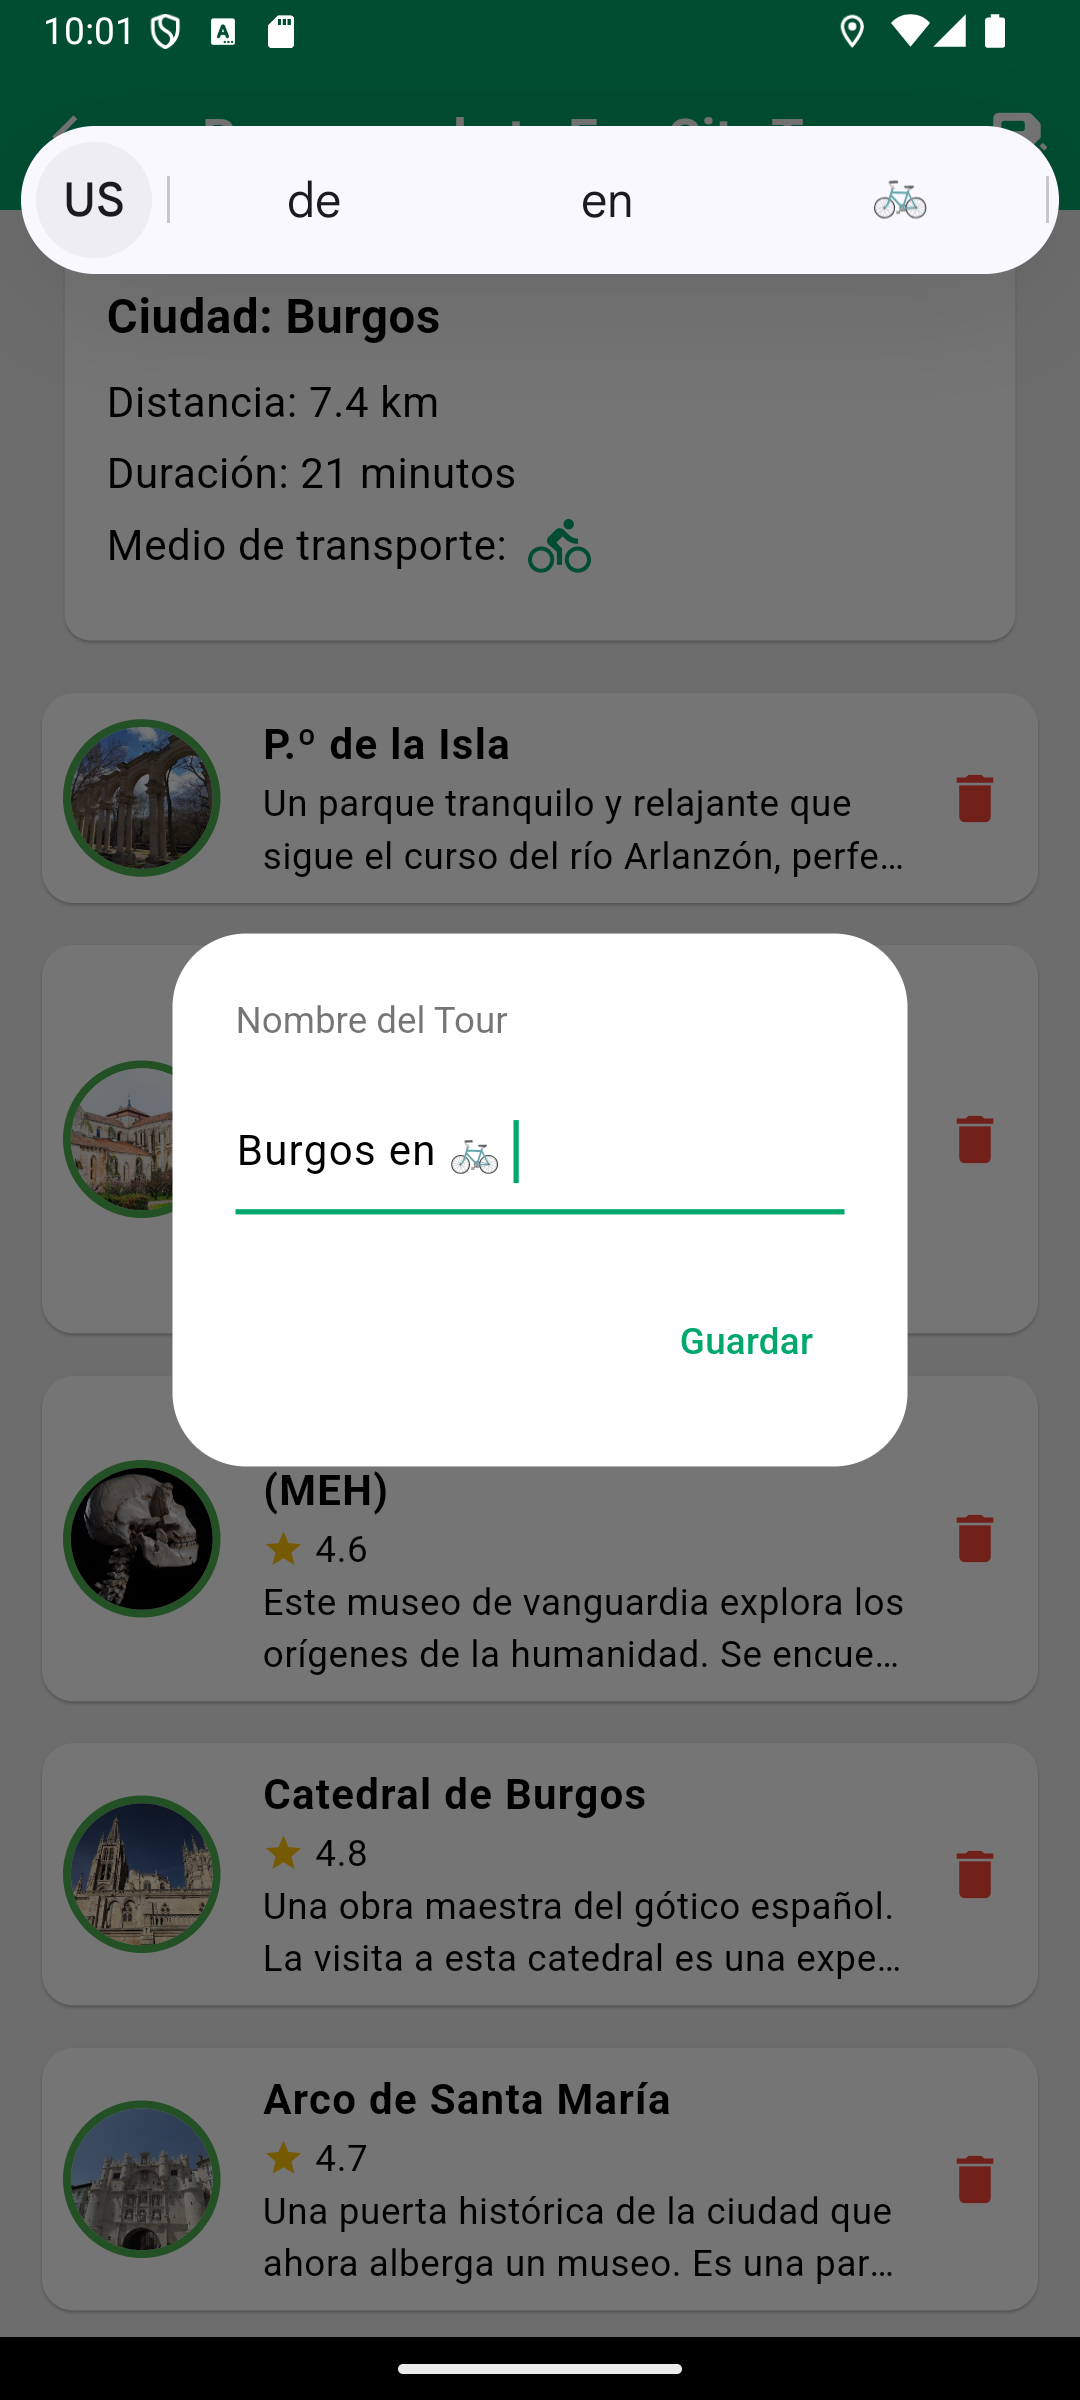 10:01
US de en 🚲
Ciudad: Burgos
Distancia: 7.4 km
Duración: 21 minutos
Medio de transporte:
P.º de la Isla
Un parque tranquilo y relajante que
sigue el curso del río Arlanzón, perfe…
Nombre del Tour
Burgos en 🚲
Guardar
(MEH)
4.6
Este museo de vanguardia explora los
orígenes de la humanidad. Se encue…
Catedral de Burgos
4.8
Una obra maestra del gótico español.
La visita a esta catedral es una expe…
Arco de Santa María
4.7
Una puerta histórica de la ciudad que
ahora alberga un museo. Es una par…